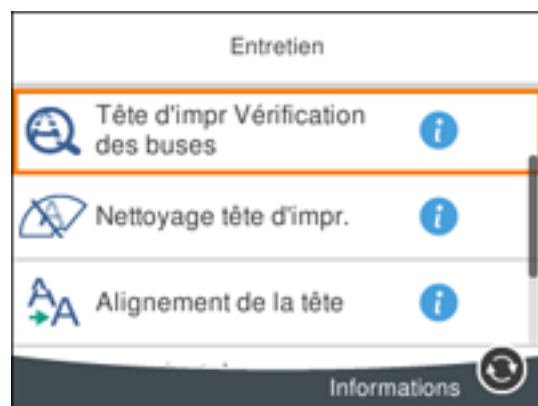 Entretien
Tête d'impr Vérification
des buses
Nettoyage tête d'impr.
Alignement de la tête
Informations